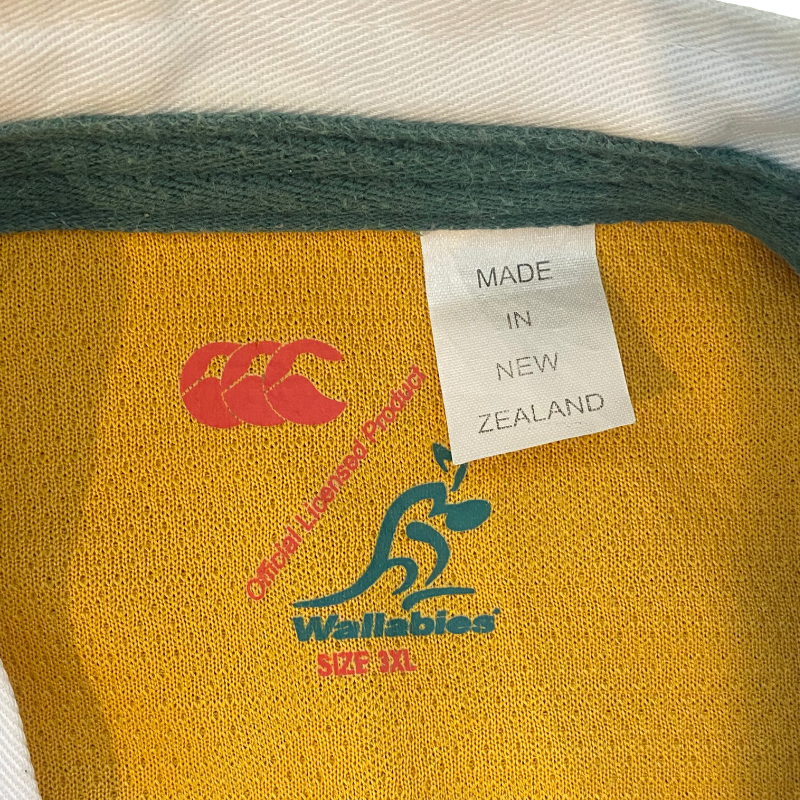 MADE
IN
NEW
ZEALAND
Official Licensed Product
Wallabies
SIZE 3XL